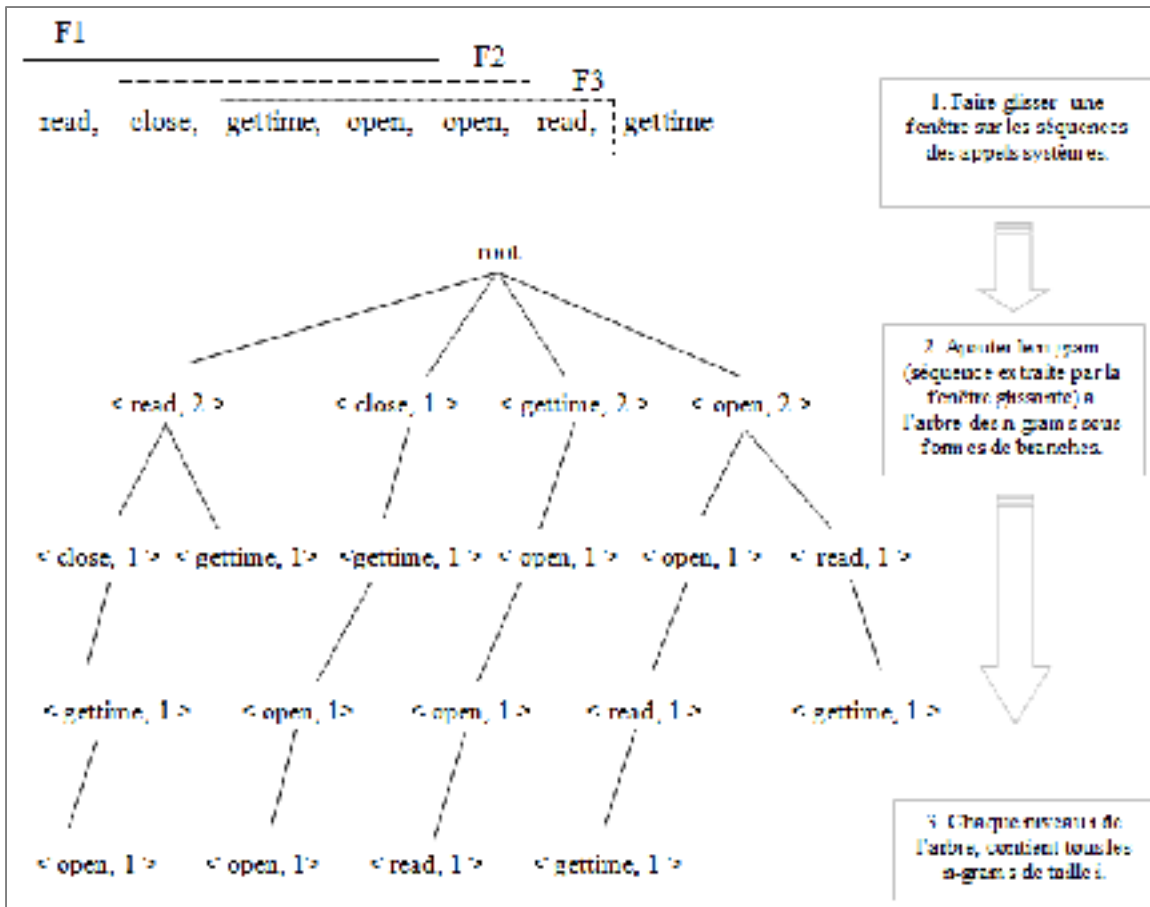 F1
F2
F3
read, close, gettime, open, open, read, gettime
1. Faire glisser une
fenêtre sur les séquences
des appels systèmes.
root
2. Ajouter le n gram
(séquence extraite par la
fenêtre glissante) a
l'arbre des n grams sous
formes de branches.
< read, 2 > < close, 1 > < gettime, 2 > < open, 2 >
< close, 1 > < gettime, 1> <gettime, 1 > < open, 1> < open, 1 > < read, 1 >
< gettime, 1 > < open, 1> < open, 1 > < read, 1 > < gettime, 1 >
3. Chaque niveau i de
l'arbre, contient tous les
n-grams de taille i.
< open, 1 > < open, 1> < read, 1 > < gettime, 1 >